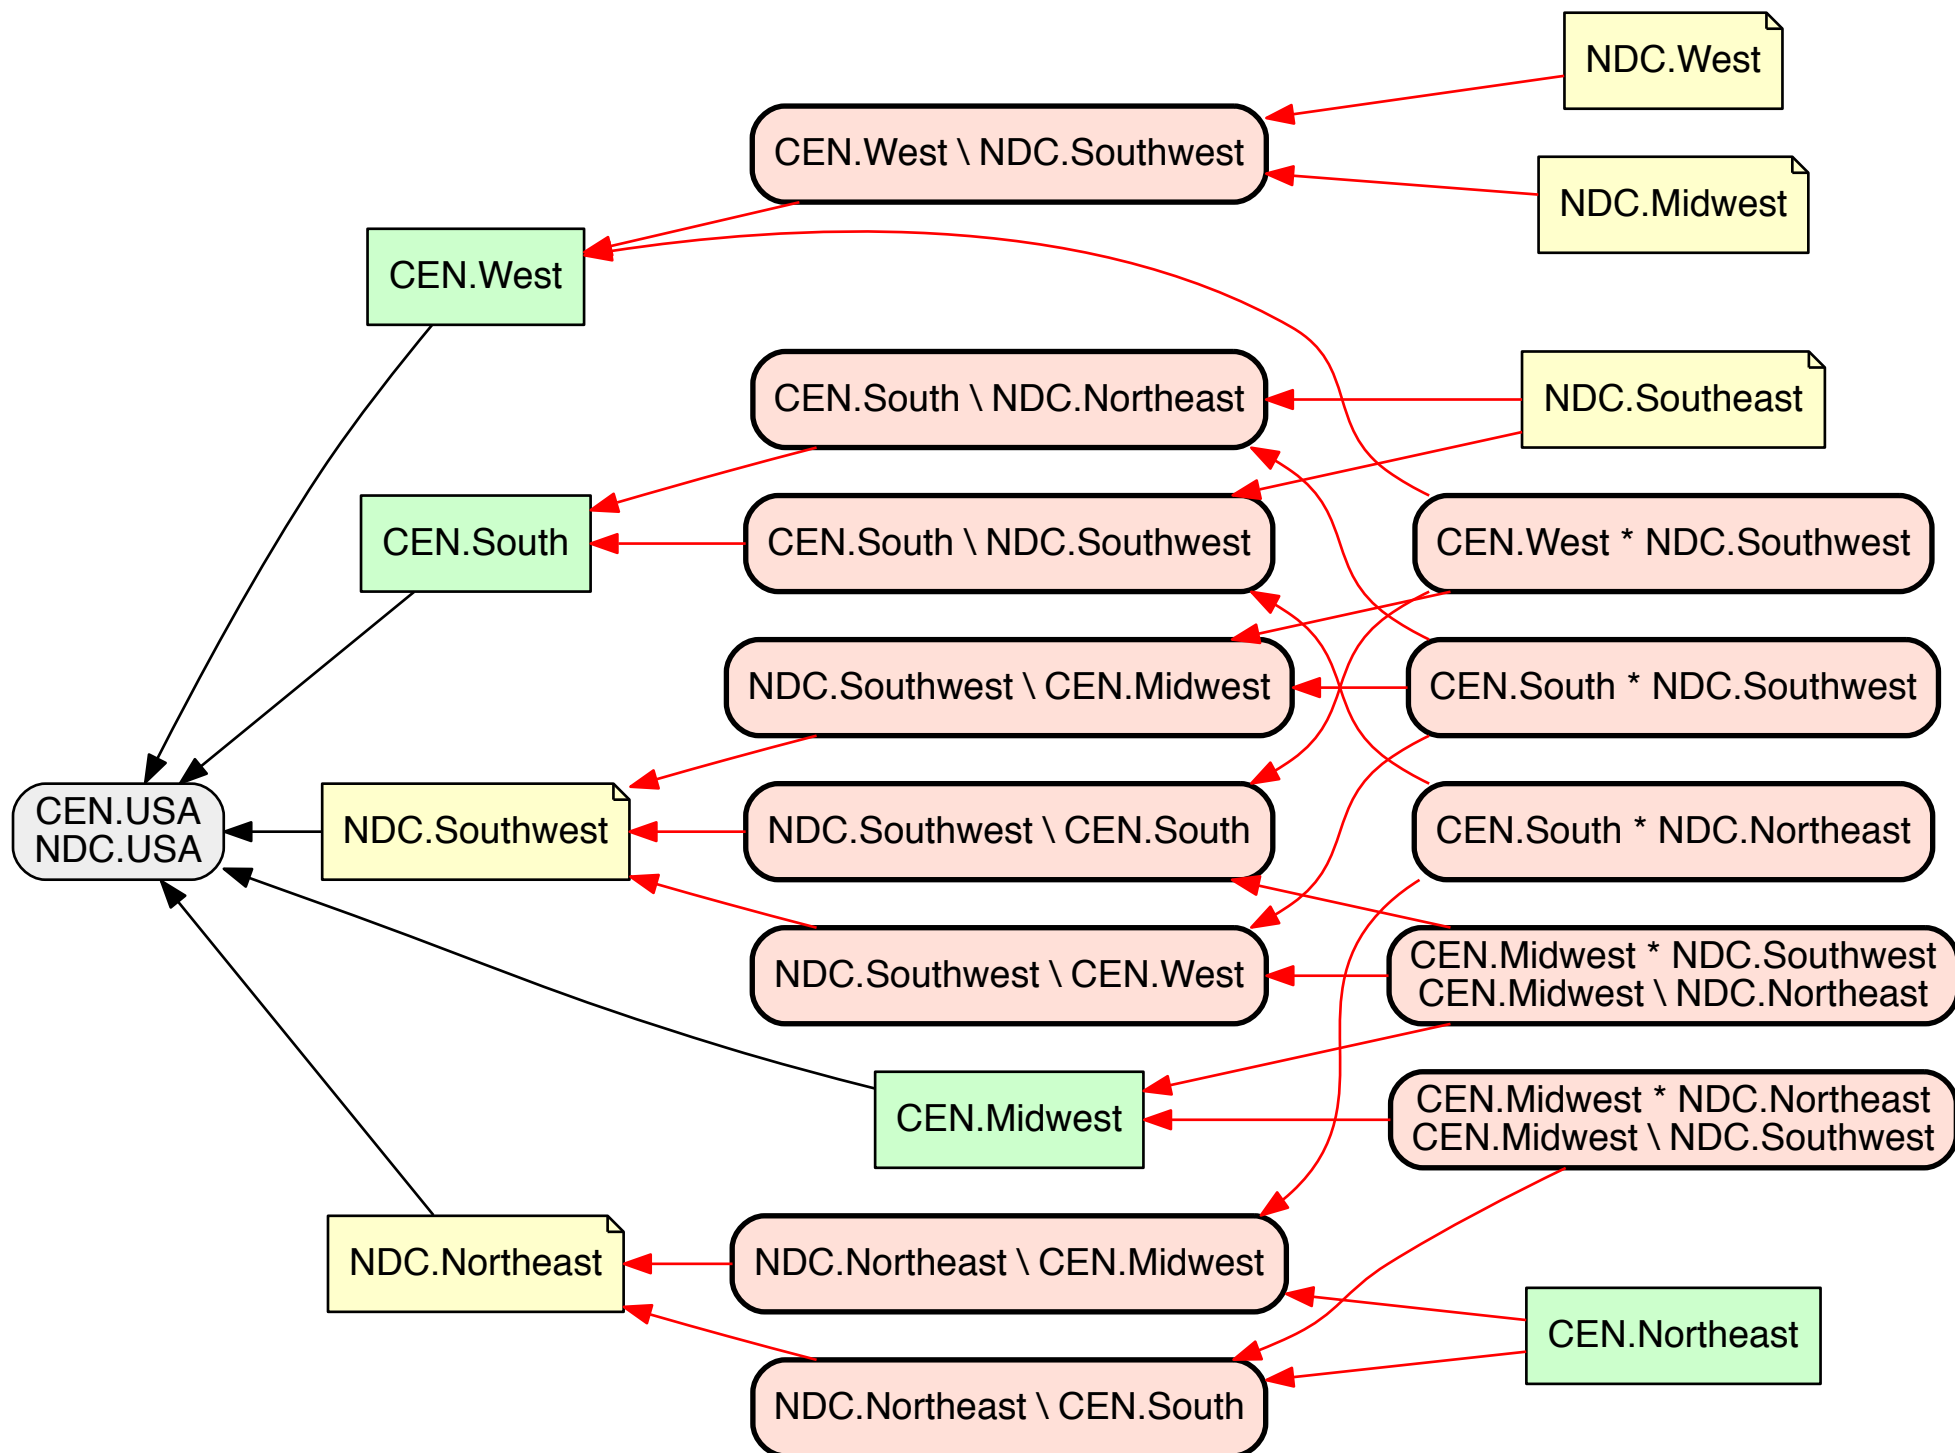 NDC.West
CEN.West \ NDC.Southwest
NDC.Midwest
CEN.West
CEN.South \ NDC.Northeast
NDC.Southeast
CEN.South
CEN.South \ NDC.Southwest
CEN.West * NDC.Southwest
NDC.Southwest \ CEN.Midwest
CEN.South * NDC.Southwest
CEN.USA
NDC.USA
NDC.Southwest
NDC.Southwest \ CEN.South
CEN.South * NDC.Northeast
NDC.Southwest \ CEN.West
CEN.Midwest * NDC.Southwest
CEN.Midwest \ NDC.Northeast
CEN.Midwest
CEN.Midwest * NDC.Northeast
CEN.Midwest \ NDC.Southwest
NDC.Northeast
NDC.Northeast \ CEN.Midwest
CEN.Northeast
NDC.Northeast \ CEN.South